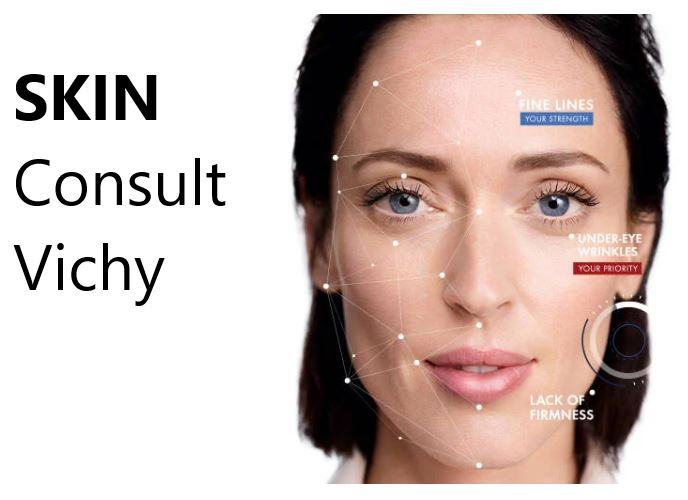 SKIN
Consult
Vichy
FINE LINES
YOUR STRENGTH
UNDER-EYE
WRINKLES
YOUR PRIORITY
LACK OF
FIRMNESS